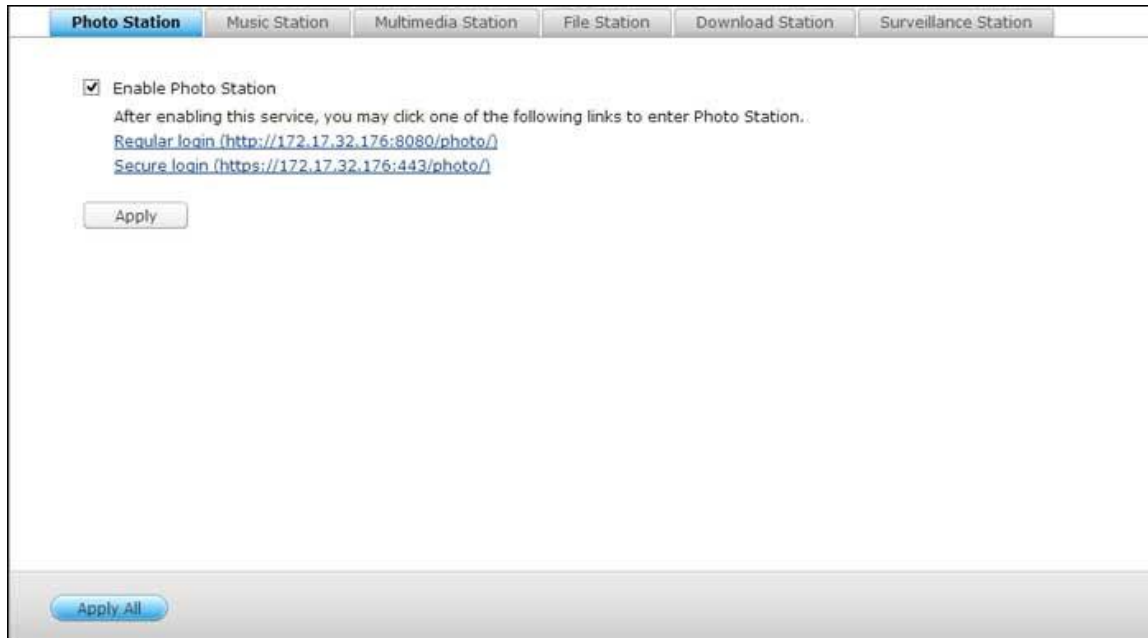 Photo Station Music Station Multimedia Station File Station Download Station Surveillance Station
Enable Photo Station
After enabling this service, you may click one of the following links to enter Photo Station.
Regular login (http://172.17.32.176:8080/photo/)
Secure login (https://172.17.32.176:443/photo/)
Apply
Apply All